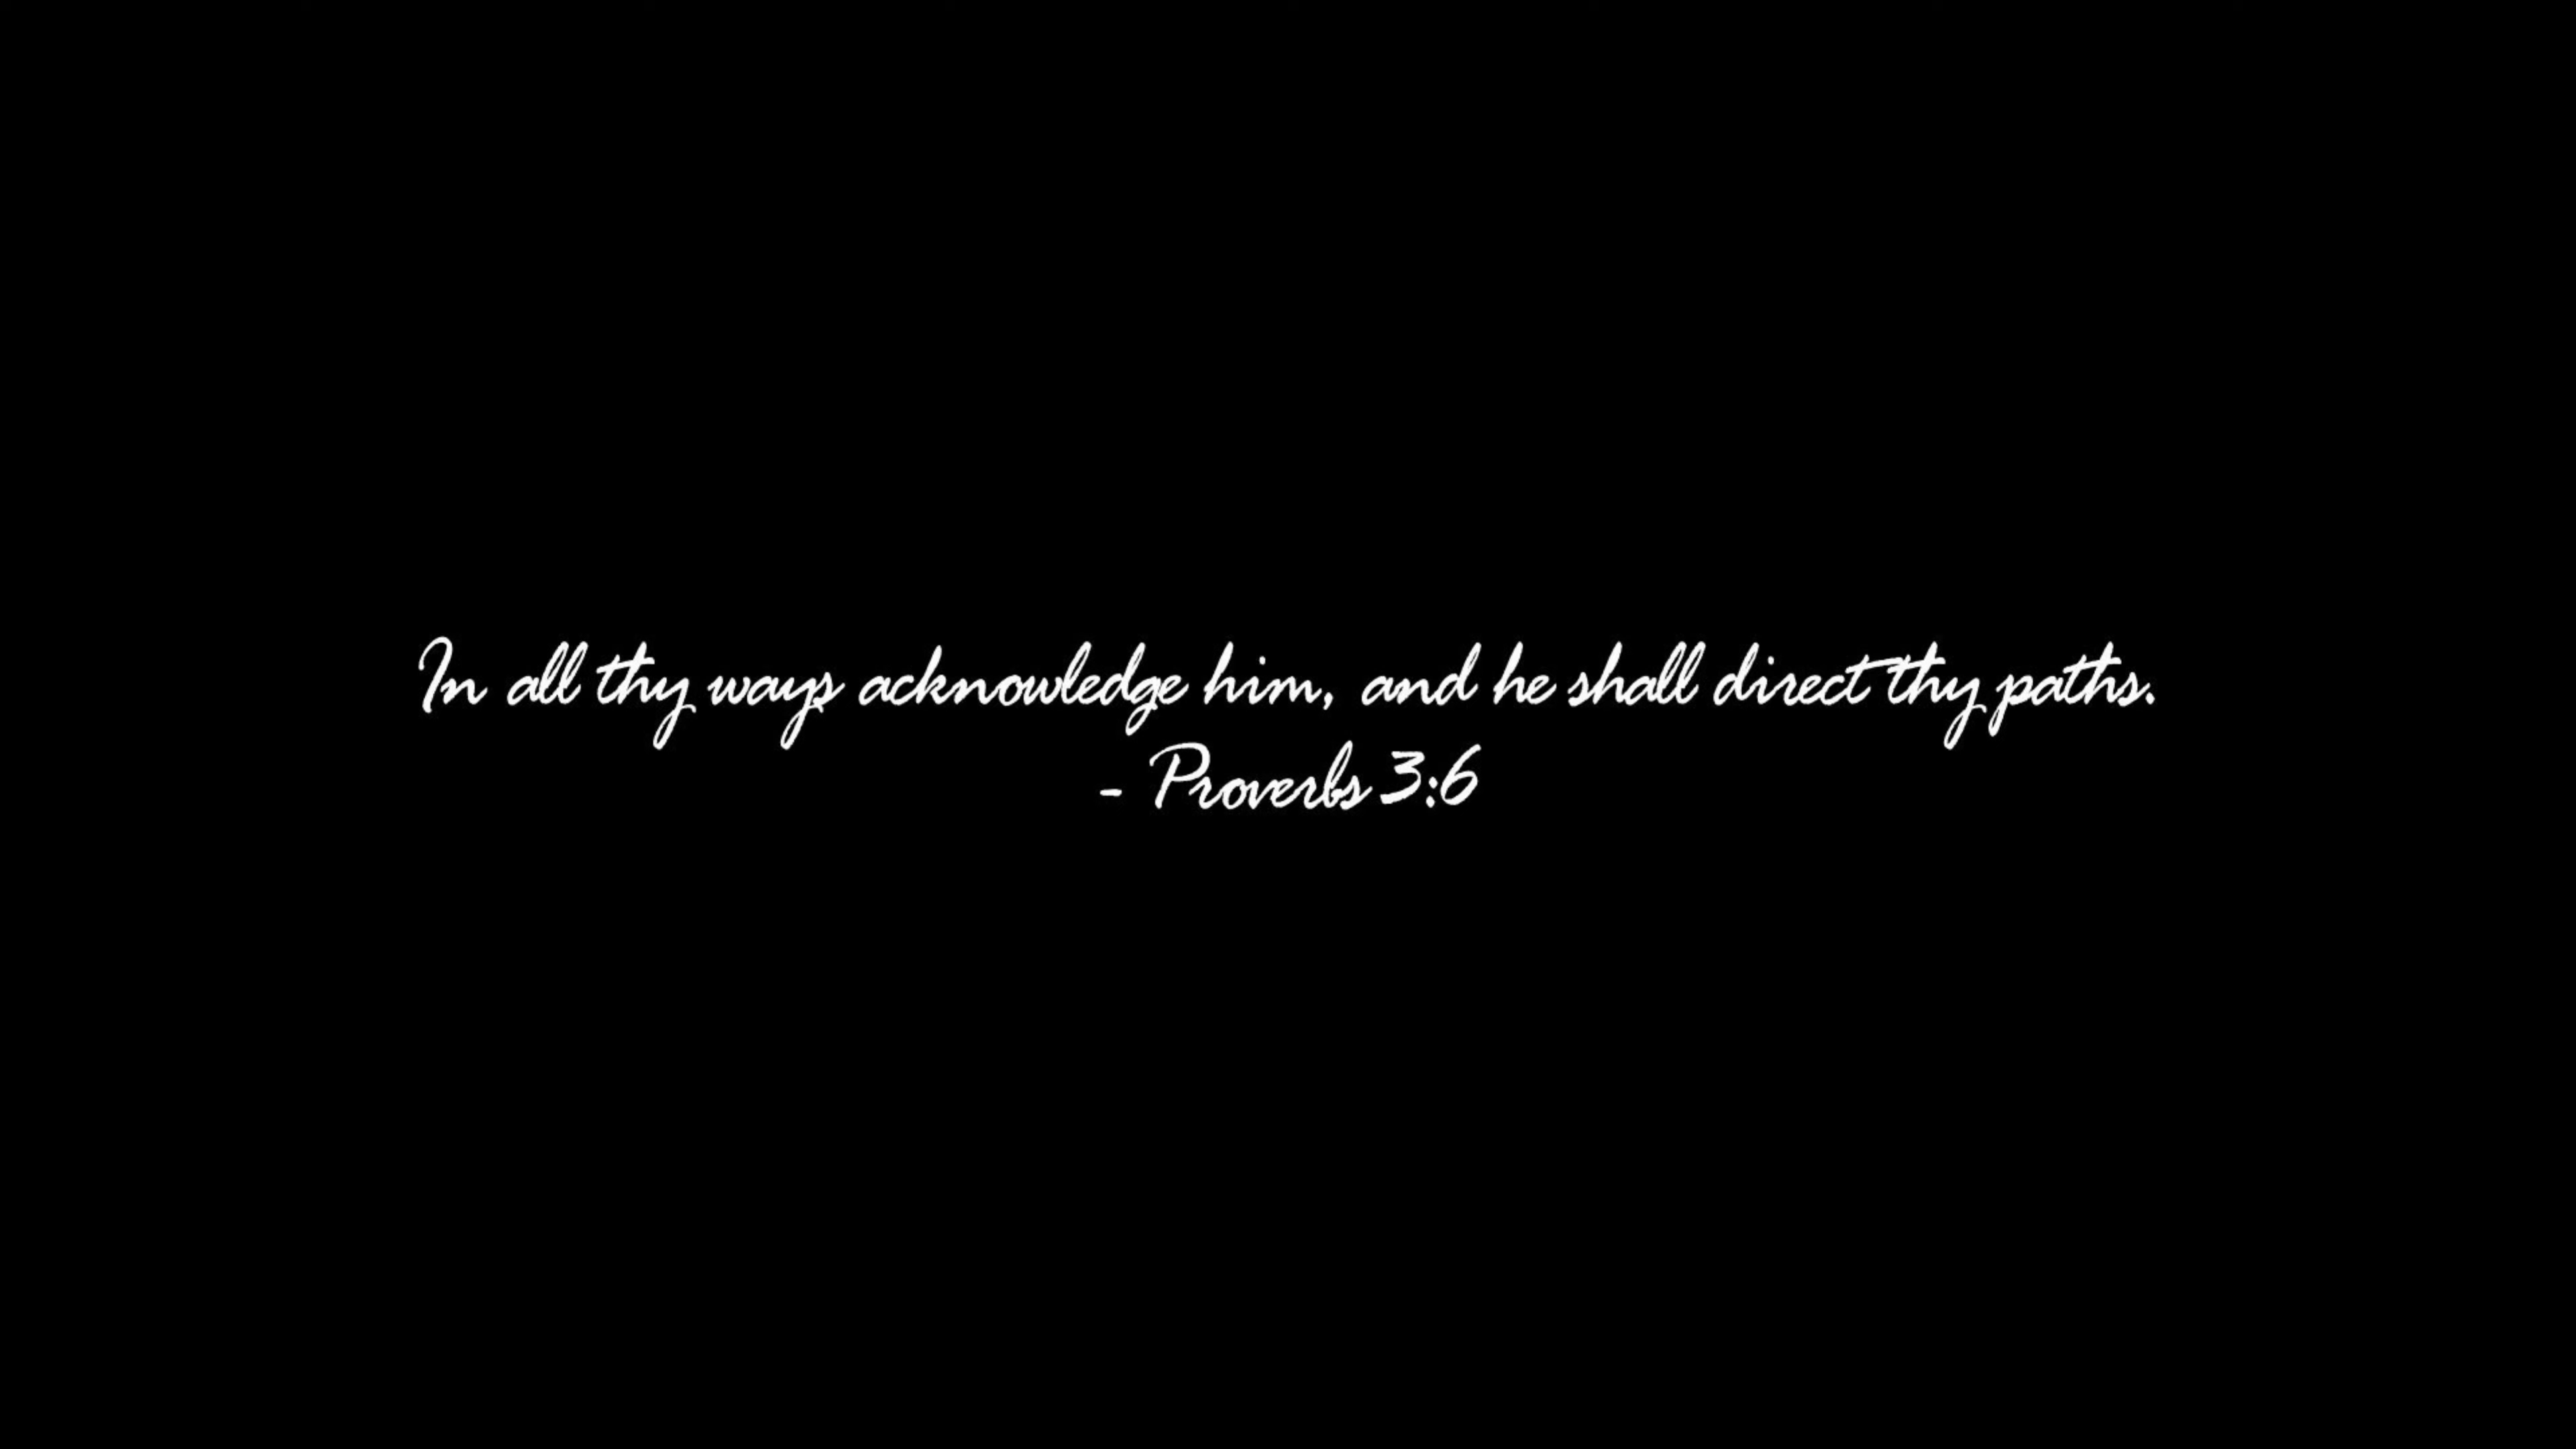 In all thy ways acknowledge him, and he shall direct thy paths.
- Proverbs 3:6